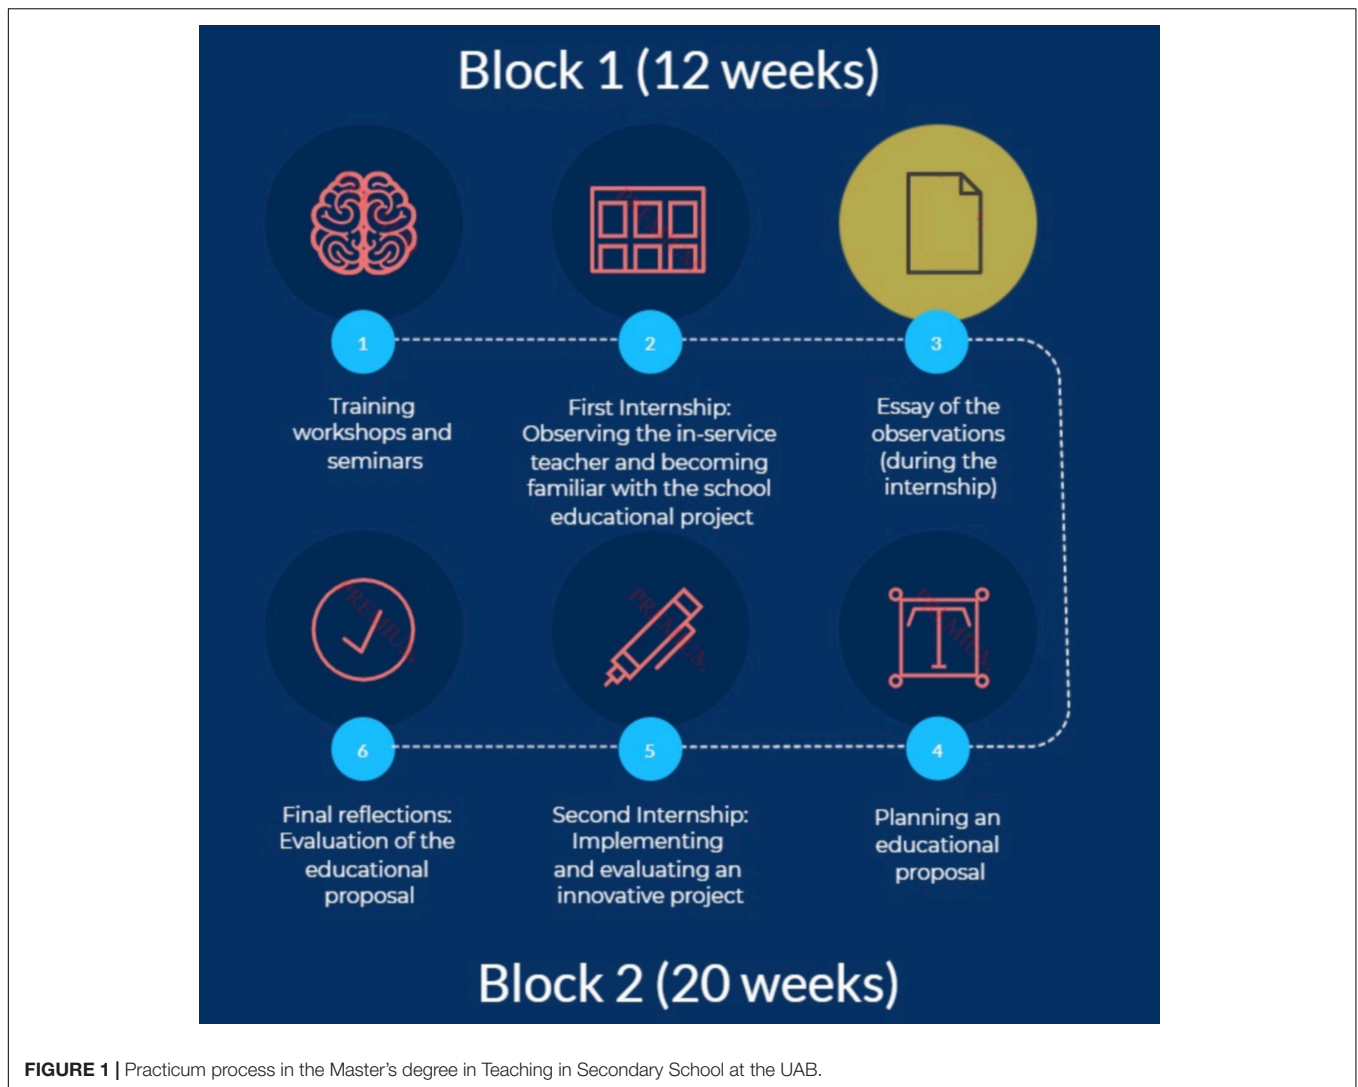 Block 1 (12 weeks)
1
2
3
Training
workshops and
seminars
First Internship:
Observing the in-service
teacher and becoming
familiar with the school
educational project
Essay of the
observations
(during the
internship)
PREMIUM
PREMIUM
PREMIUM
6
5
4
Final reflections:
Evaluation of the
educational
proposal
Second Internship:
Implementing
and evaluating an
innovative project
Planning an
educational
proposal
Block 2 (20 weeks)
FIGURE 1 | Practicum process in the Master's degree in Teaching in Secondary School at the UAB.